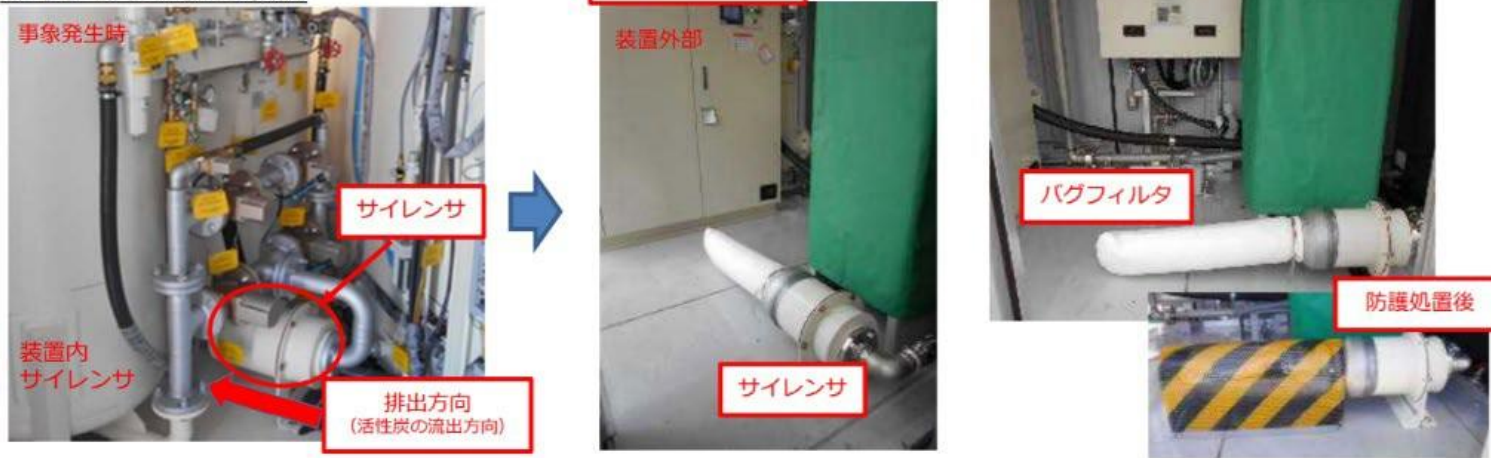 事象発生時
サイレンサ
装置内
サイレンサ
排出方向
(活性炭の流出方向)
装置外部
サイレンサ
バグフィルタ
防護処置後